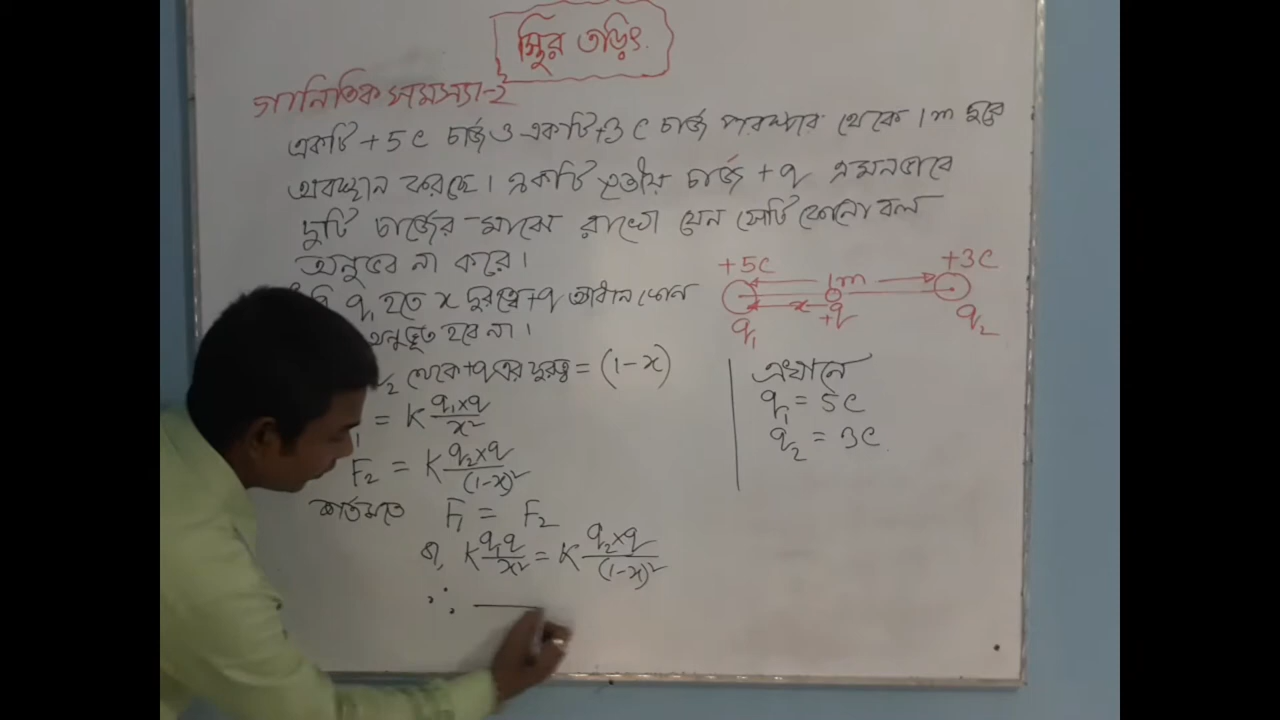 স্থির তড়িৎ
গানিতিক সমস্যা-২
একটি +5C চার্জ ও একটি +3C চার্জ পরস্পর থেকে 1m দূরে
অবস্থান করছে। একটি তৃতীয় চার্জ +q এমনভাবে
দুটি চার্জের মাঝে রাখো যেন সেটি কোনো বল
অনুভব না করে।
+5C 1m +3C
q₁ x +q q₂
q₁ হতে x দূরত্বে +q আধান কোন
অনুভূত হবে না।
থেকে +q এর দূরত্ব = (1-x)
= K q₁×q / x²
F₂ = K q₂×q / (1-x)²
শর্তমতে F₁ = F₂
বা, K q₁q / x² = K q₂×q / (1-x)²
∴
এখানে
q₁ = 5C
q₂ = 3C